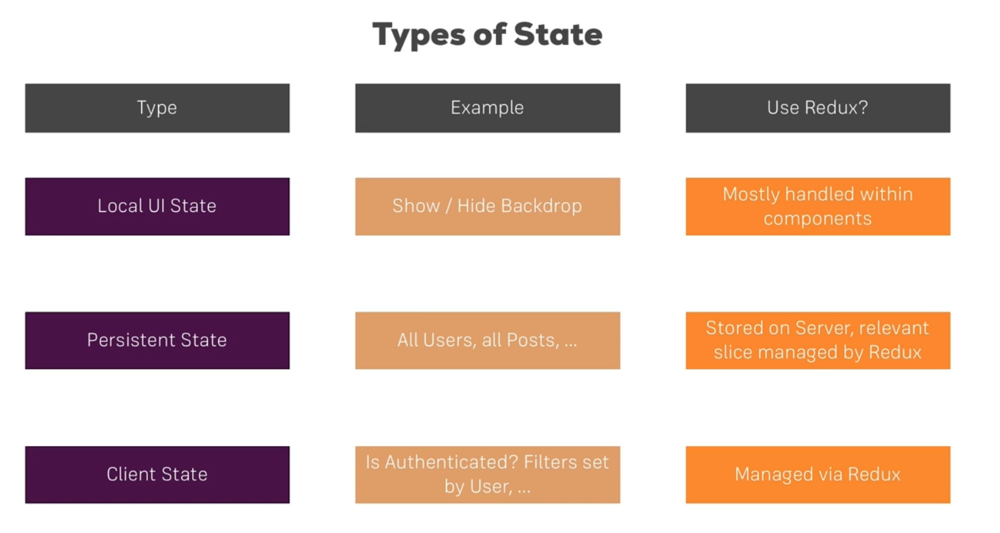 Types of State
Type
Example
Use Redux?
Local UI State
Show / Hide Backdrop
Mostly handled within
components
Persistent State
All Users, all Posts, ...
Stored on Server, relevant
slice managed by Redux
Client State
Is Authenticated? Filters set
by User, ...
Managed via Redux